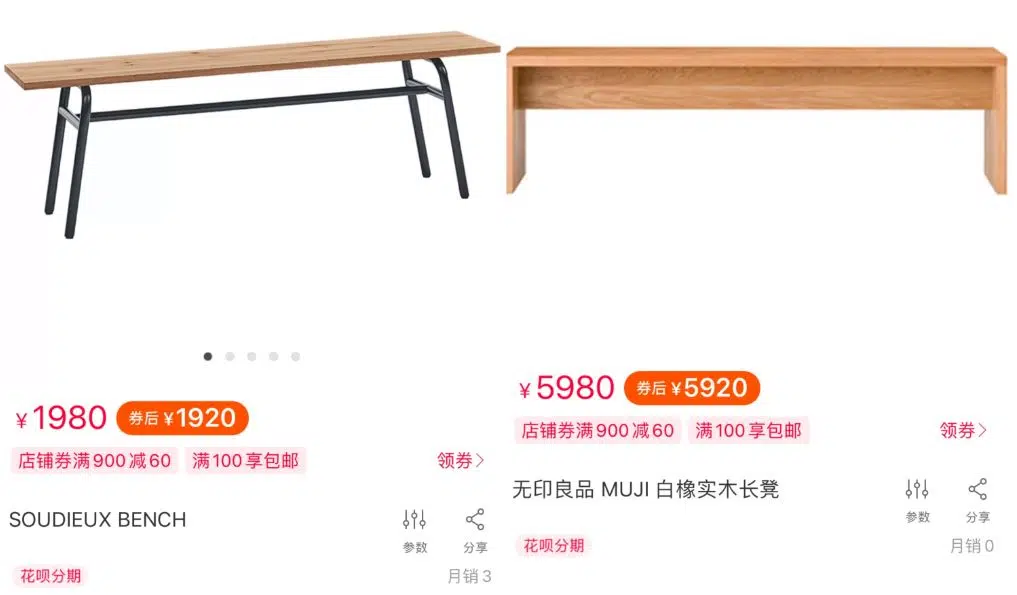 ¥1980 券后 ¥1920
店铺券满900减60 满100享包邮 领券
SOUDIEUX BENCH
参数 分享
花呗分期 月销 3
¥5980 券后 ¥5920
店铺券满900减60 满100享包邮 领券
无印良品 MUJI 白橡实木长凳
参数 分享
花呗分期 月销 0